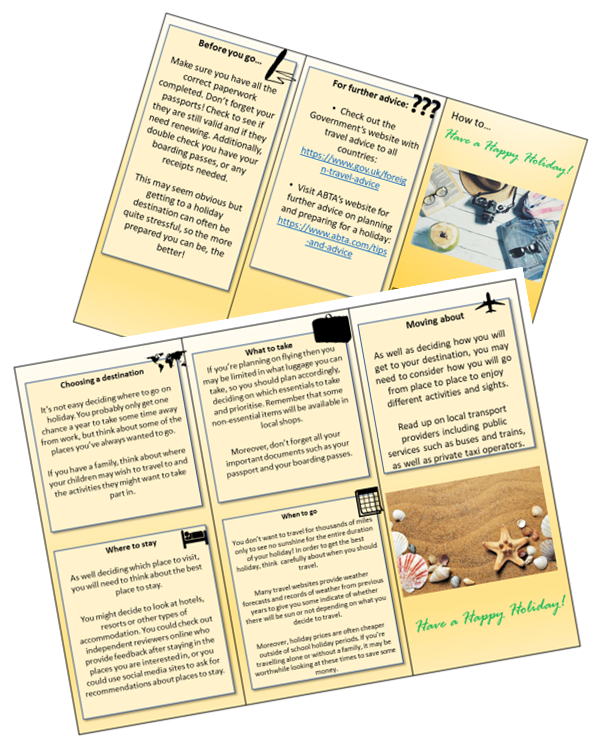 Before you go...
Make sure you have all the
correct paperwork
completed. Don't forget your
passports! Check to see if
they are still valid and if they
need renewing. Additionally,
double check you have your
boarding passes, or any
receipts needed.
This may seem obvious but
getting to a holiday
destination can often be
quite stressful, so the more
prepared you can be, the
better!
For further advice:
???
• Check out the
Government's website with
travel advice to all
countries:
https://www.gov.uk/foreig
n-travel-advice
• Visit ABTA's website for
further advice on planning
and preparing for a holiday:
https://www.abta.com/tips
-and-advice
How to...
Have a Happy Holiday!
Choosing a destination
It's not easy deciding where to go on
holiday. You probably only get one
chance a year to take some time away
from work, but think about some of the
places you've always wanted to go.
If you have a family, think about where
your children may wish to travel to and
the activities they might want to take
part in.
Where to stay
As well deciding which place to visit,
you will need to think about the best
place to stay.
You might decide to look at hotels,
resorts or other types of
accommodation. You could check out
independent reviewers online who
provide feedback after staying in the
places you are interested in, or you
could use social media sites to ask for
recommendations about places to stay.
What to take
If you're planning on flying then you
may be limited in what luggage you can
take, so you should plan accordingly,
deciding on which essentials to take
and prioritise. Remember that some
non-essential items will be available in
local shops.
Moreover, don't forget all your
important documents such as your
passport and your boarding passes.
When to go
You don't want to travel for thousands of miles
only to see no sunshine for the entire duration
of your holiday! In order to get the best
holiday, think carefully about when you should
travel.
Many travel websites provide weather
forecasts and records of weather from previous
years to give you some indicate of whether
there will be sun or not depending on what you
decide to travel.
Moreover, holiday prices are often cheaper
outside of school holiday periods. If you're
travelling alone or without a family, it may be
worthwhile looking at these times to save some
money.
Moving about
As well as deciding how you will
get to your destination, you may
need to consider how you will go
from place to place to enjoy
different activities and sights.
Read up on local transport
providers including public
services such as buses and trains,
as well as private taxi operators.
Have a Happy Holiday!